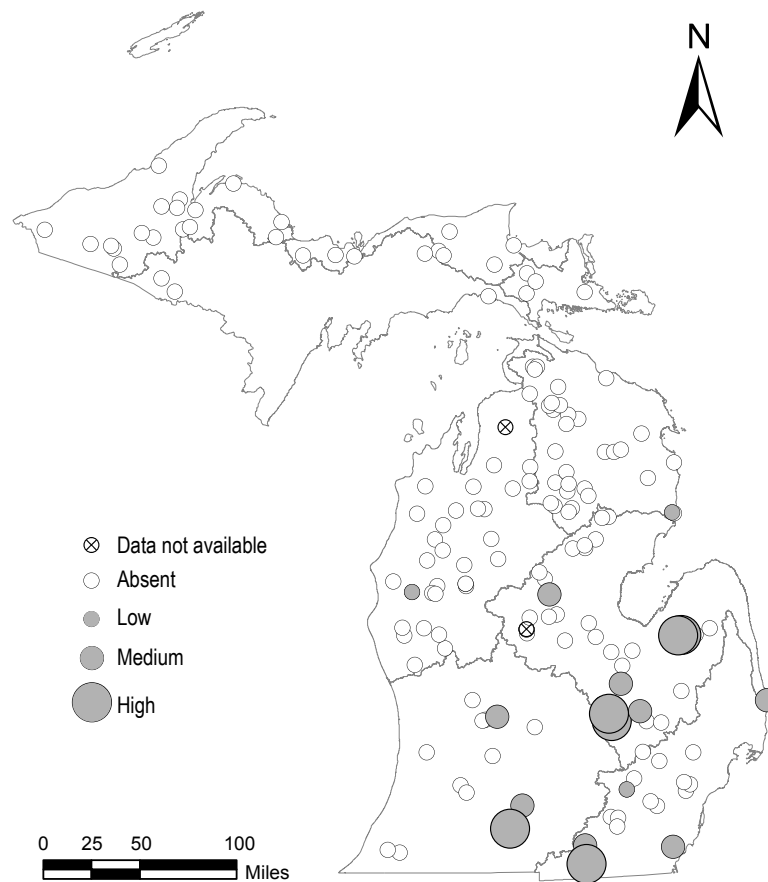 N
Data not available
Absent
Low
Medium
High
0 25 50 100
Miles